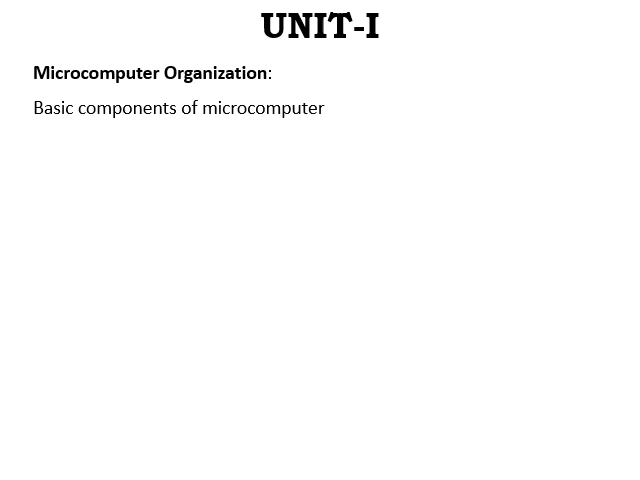 UNIT-I
Microcomputer Organization:
Basic components of microcomputer